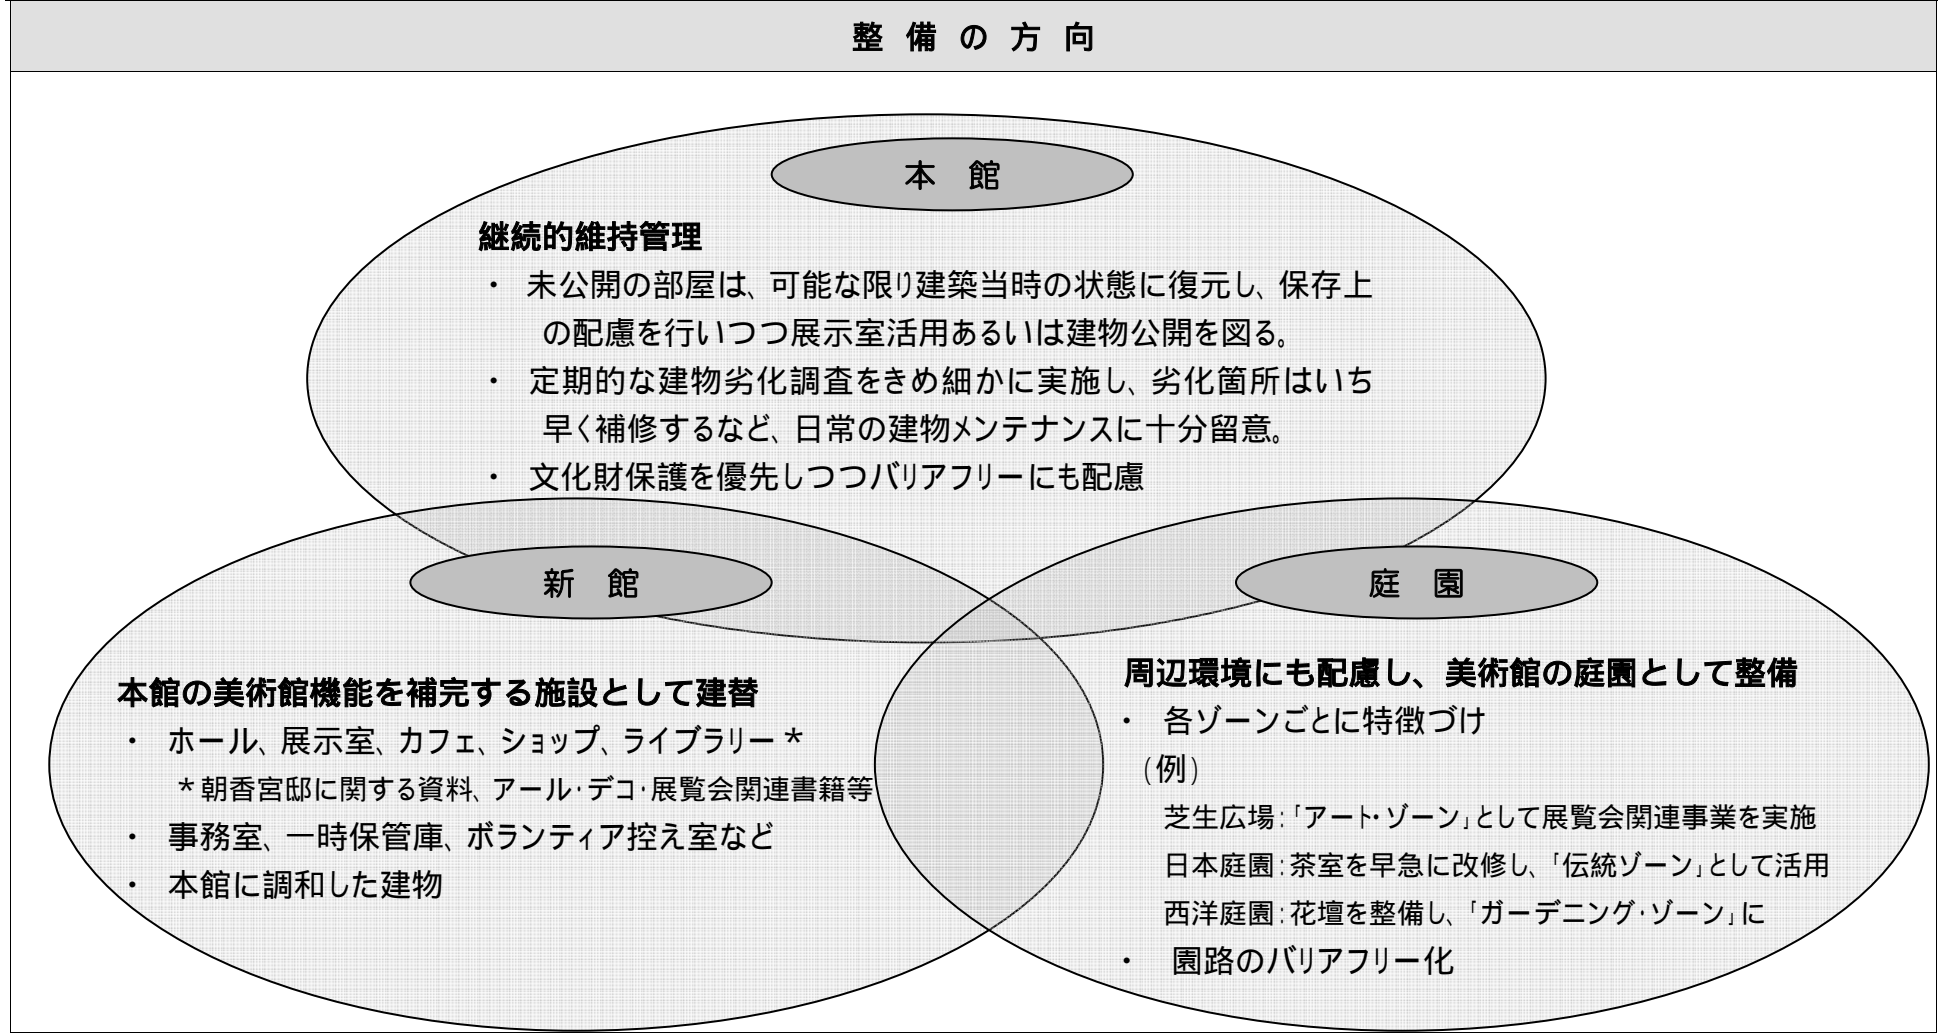 整備の方向
本館
継続的維持管理
・ 未公開の部屋は、可能な限り建築当時の状態に復元し、保存上
の配慮を行いつつ展示室活用あるいは建物公開を図る。
・ 定期的な建物劣化調査をきめ細かに実施し、劣化箇所はいち
早く補修するなど、日常の建物メンテナンスに十分留意。
・ 文化財保護を優先しつつバリアフリーにも配慮
新館
本館の美術館機能を補完する施設として建替
・ ホール、展示室、カフェ、ショップ、ライブラリー*
*朝香宮邸に関する資料、アール・デコ・展覧会関連書籍等
・ 事務室、一時保管庫、ボランティア控え室など
・ 本館に調和した建物
庭園
周辺環境にも配慮し、美術館の庭園として整備
・ 各ゾーンごとに特徴づけ
(例)
芝生広場:「アート・ゾーン」として展覧会関連事業を実施
日本庭園:茶室を早急に改修し、「伝統ゾーン」として活用
西洋庭園:花壇を整備し、「ガーデニング・ゾーン」に
・ 園路のバリアフリー化